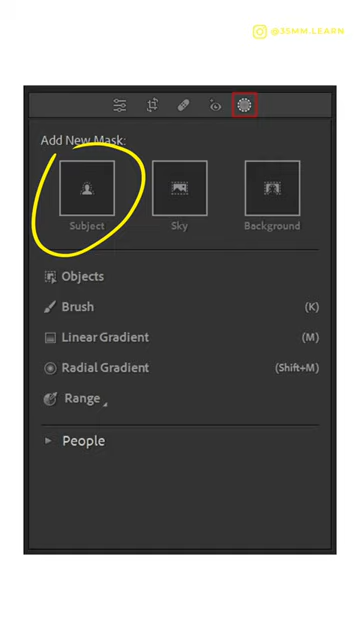 @35MM.LEARN
Add New Mask:
Subject Sky Background
Objects
Brush (K)
Linear Gradient (M)
Radial Gradient (Shift+M)
Range
People